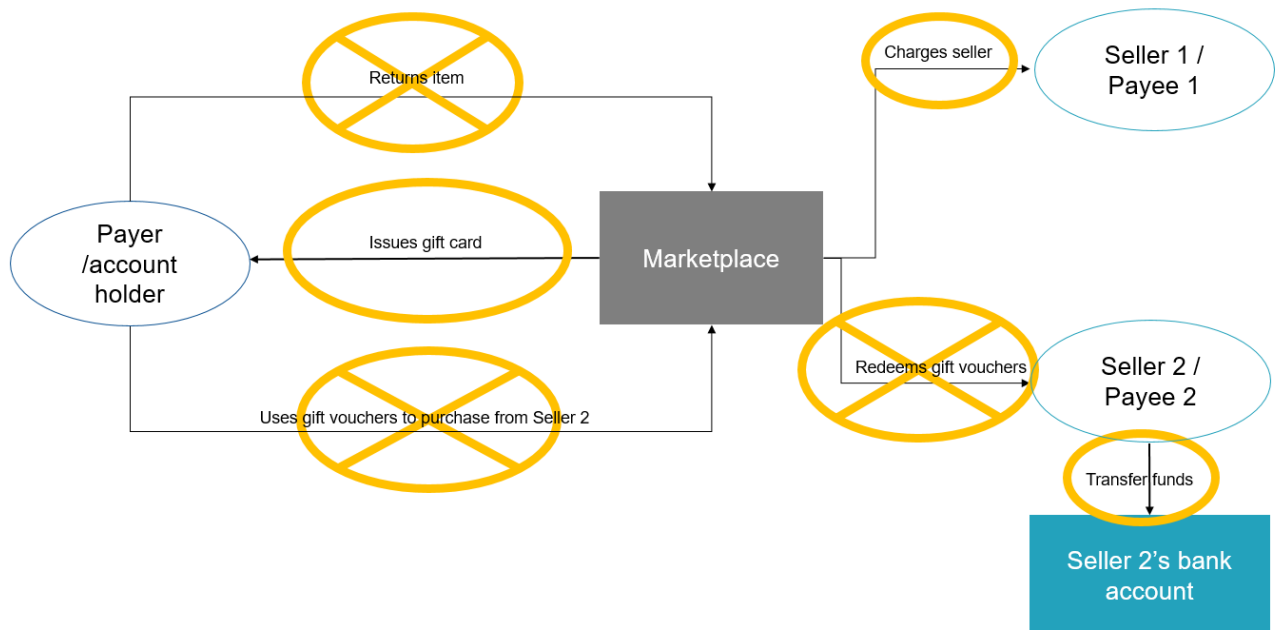 Returns item
Charges seller
Seller 1 /
Payee 1
Payer
/account
holder
Issues gift card
Marketplace
Uses gift vouchers to purchase from Seller 2
Redeems gift vouchers
Seller 2 /
Payee 2
Transfer funds
Seller 2’s bank
account